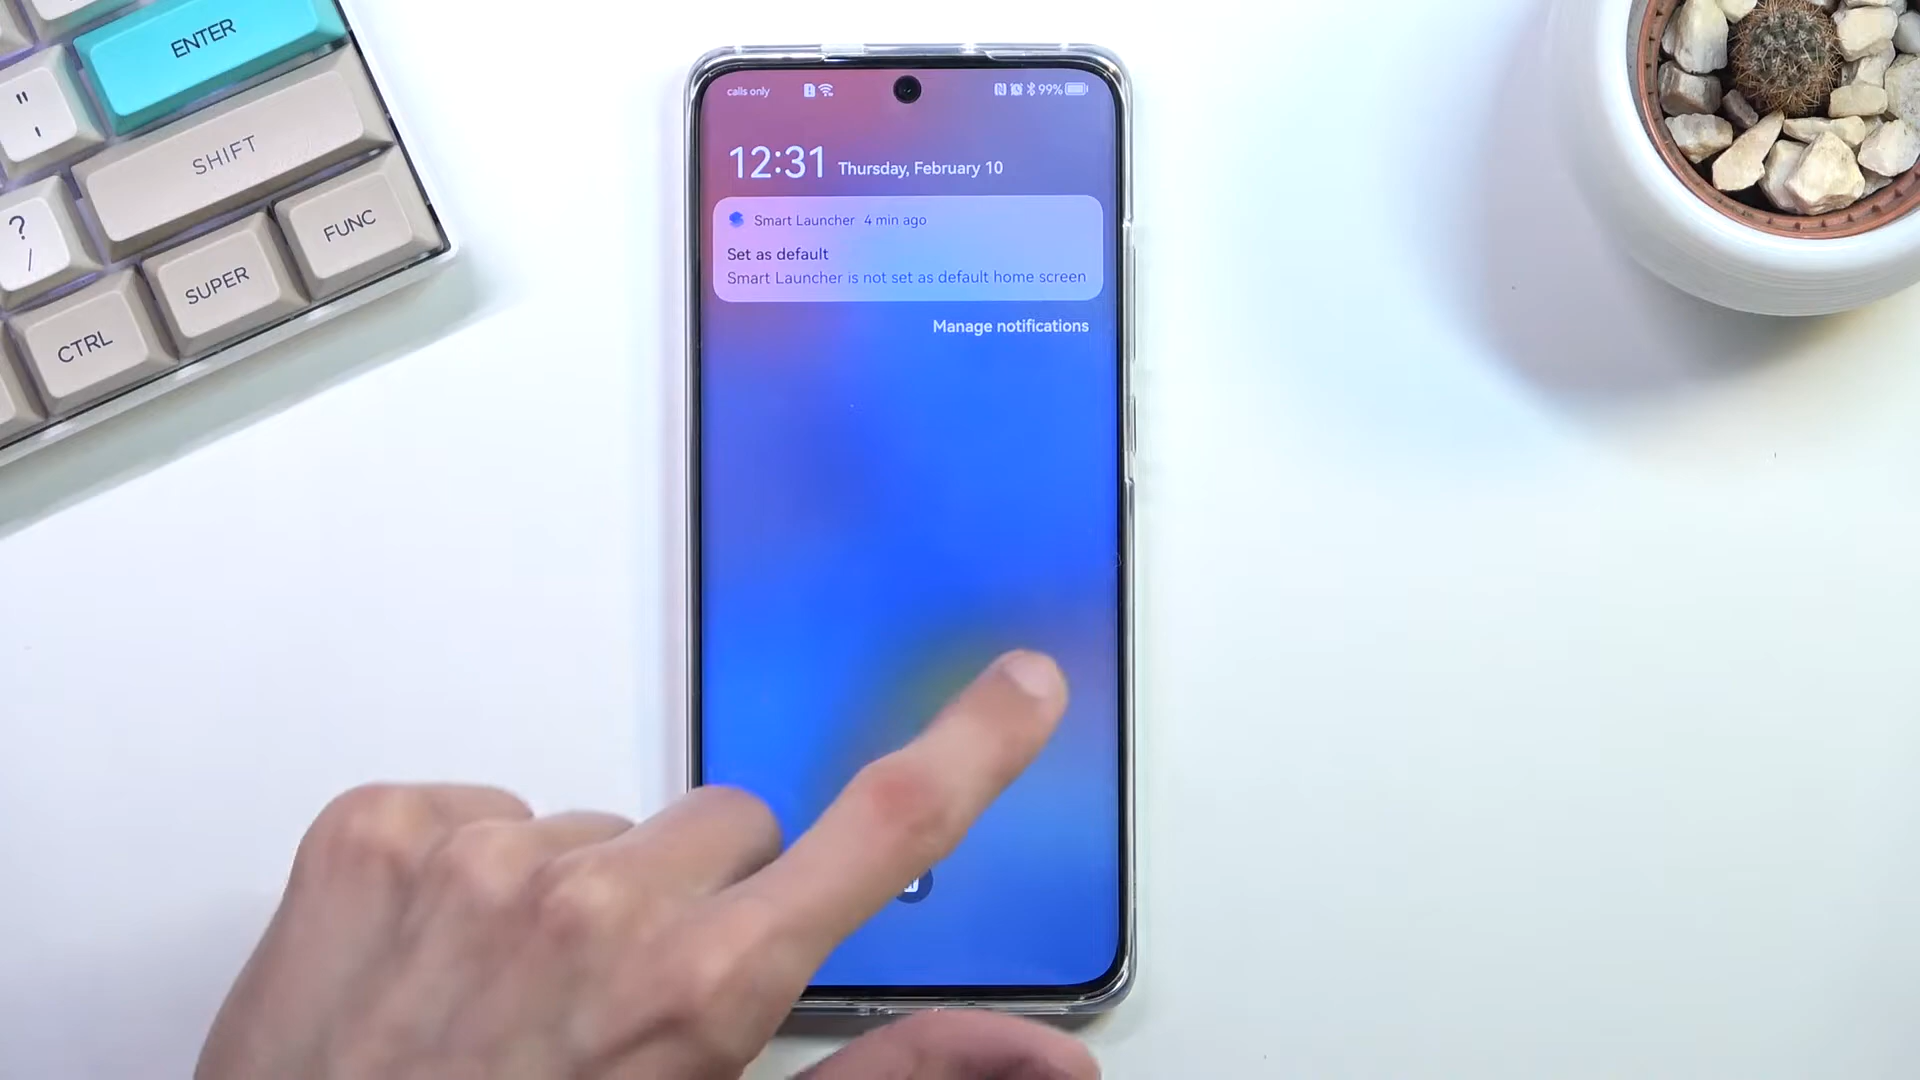 ENTER
"
'
SHIFT
?
/
FUNC
SUPER
CTRL
calls only
99%
12:31 Thursday, February 10
Smart Launcher 4 min ago
Set as default
Smart Launcher is not set as default home screen
Manage notifications